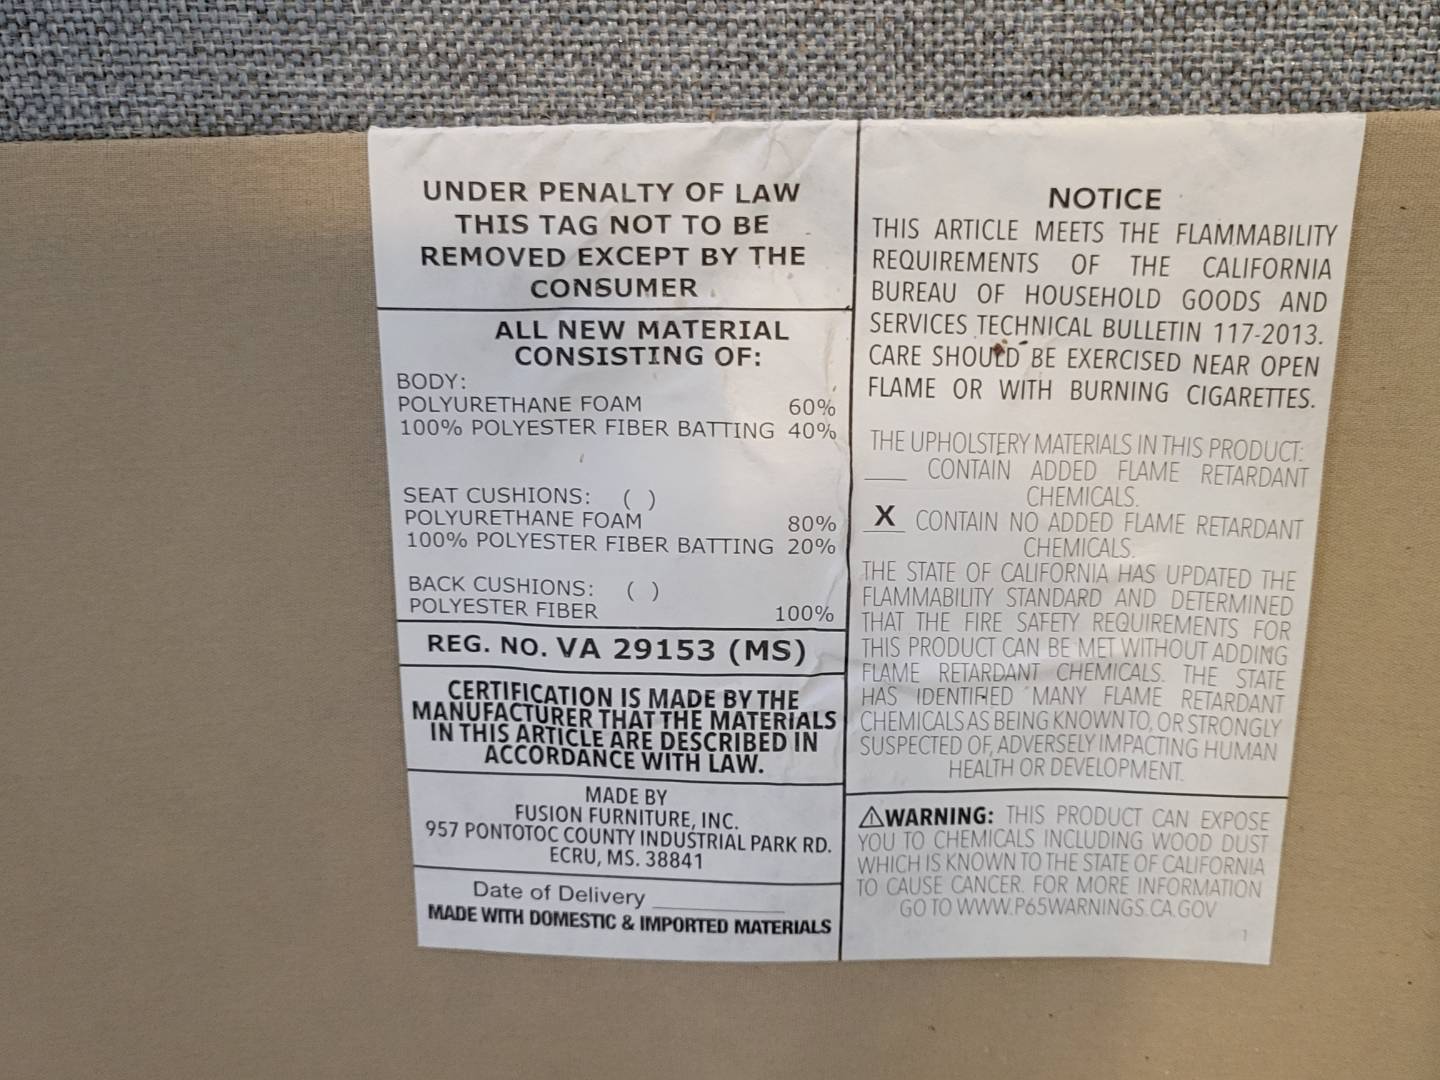 UNDER PENALTY OF LAW
THIS TAG NOT TO BE
REMOVED EXCEPT BY THE
CONSUMER
ALL NEW MATERIAL
CONSISTING OF:
BODY:
POLYURETHANE FOAM 60%
100% POLYESTER FIBER BATTING 40%
SEAT CUSHIONS: ( )
POLYURETHANE FOAM 80%
100% POLYESTER FIBER BATTING 20%
BACK CUSHIONS: ( )
POLYESTER FIBER 100%
REG. NO. VA 29153 (MS)
CERTIFICATION IS MADE BY THE
MANUFACTURER THAT THE MATERIALS
IN THIS ARTICLE ARE DESCRIBED IN
ACCORDANCE WITH LAW.
MADE BY
FUSION FURNITURE, INC.
957 PONTOTOC COUNTY INDUSTRIAL PARK RD.
ECRU, MS. 38841
Date of Delivery ____________
MADE WITH DOMESTIC & IMPORTED MATERIALS
NOTICE
THIS ARTICLE MEETS THE FLAMMABILITY
REQUIREMENTS OF THE CALIFORNIA
BUREAU OF HOUSEHOLD GOODS AND
SERVICES TECHNICAL BULLETIN 117-2013.
CARE SHOULD BE EXERCISED NEAR OPEN
FLAME OR WITH BURNING CIGARETTES.
THE UPHOLSTERY MATERIALS IN THIS PRODUCT:
____ CONTAIN ADDED FLAME RETARDANT
CHEMICALS.
X CONTAIN NO ADDED FLAME RETARDANT
CHEMICALS.
THE STATE OF CALIFORNIA HAS UPDATED THE
FLAMMABILITY STANDARD AND DETERMINED
THAT THE FIRE SAFETY REQUIREMENTS FOR
THIS PRODUCT CAN BE MET WITHOUT ADDING
FLAME RETARDANT CHEMICALS. THE STATE
HAS IDENTIFIED MANY FLAME RETARDANT
CHEMICALS AS BEING KNOWN TO, OR STRONGLY
SUSPECTED OF, ADVERSELY IMPACTING HUMAN
HEALTH OR DEVELOPMENT.
⚠WARNING: THIS PRODUCT CAN EXPOSE
YOU TO CHEMICALS INCLUDING WOOD DUST
WHICH IS KNOWN TO THE STATE OF CALIFORNIA
TO CAUSE CANCER. FOR MORE INFORMATION
GO TO WWW.P65WARNINGS.CA.GOV
1